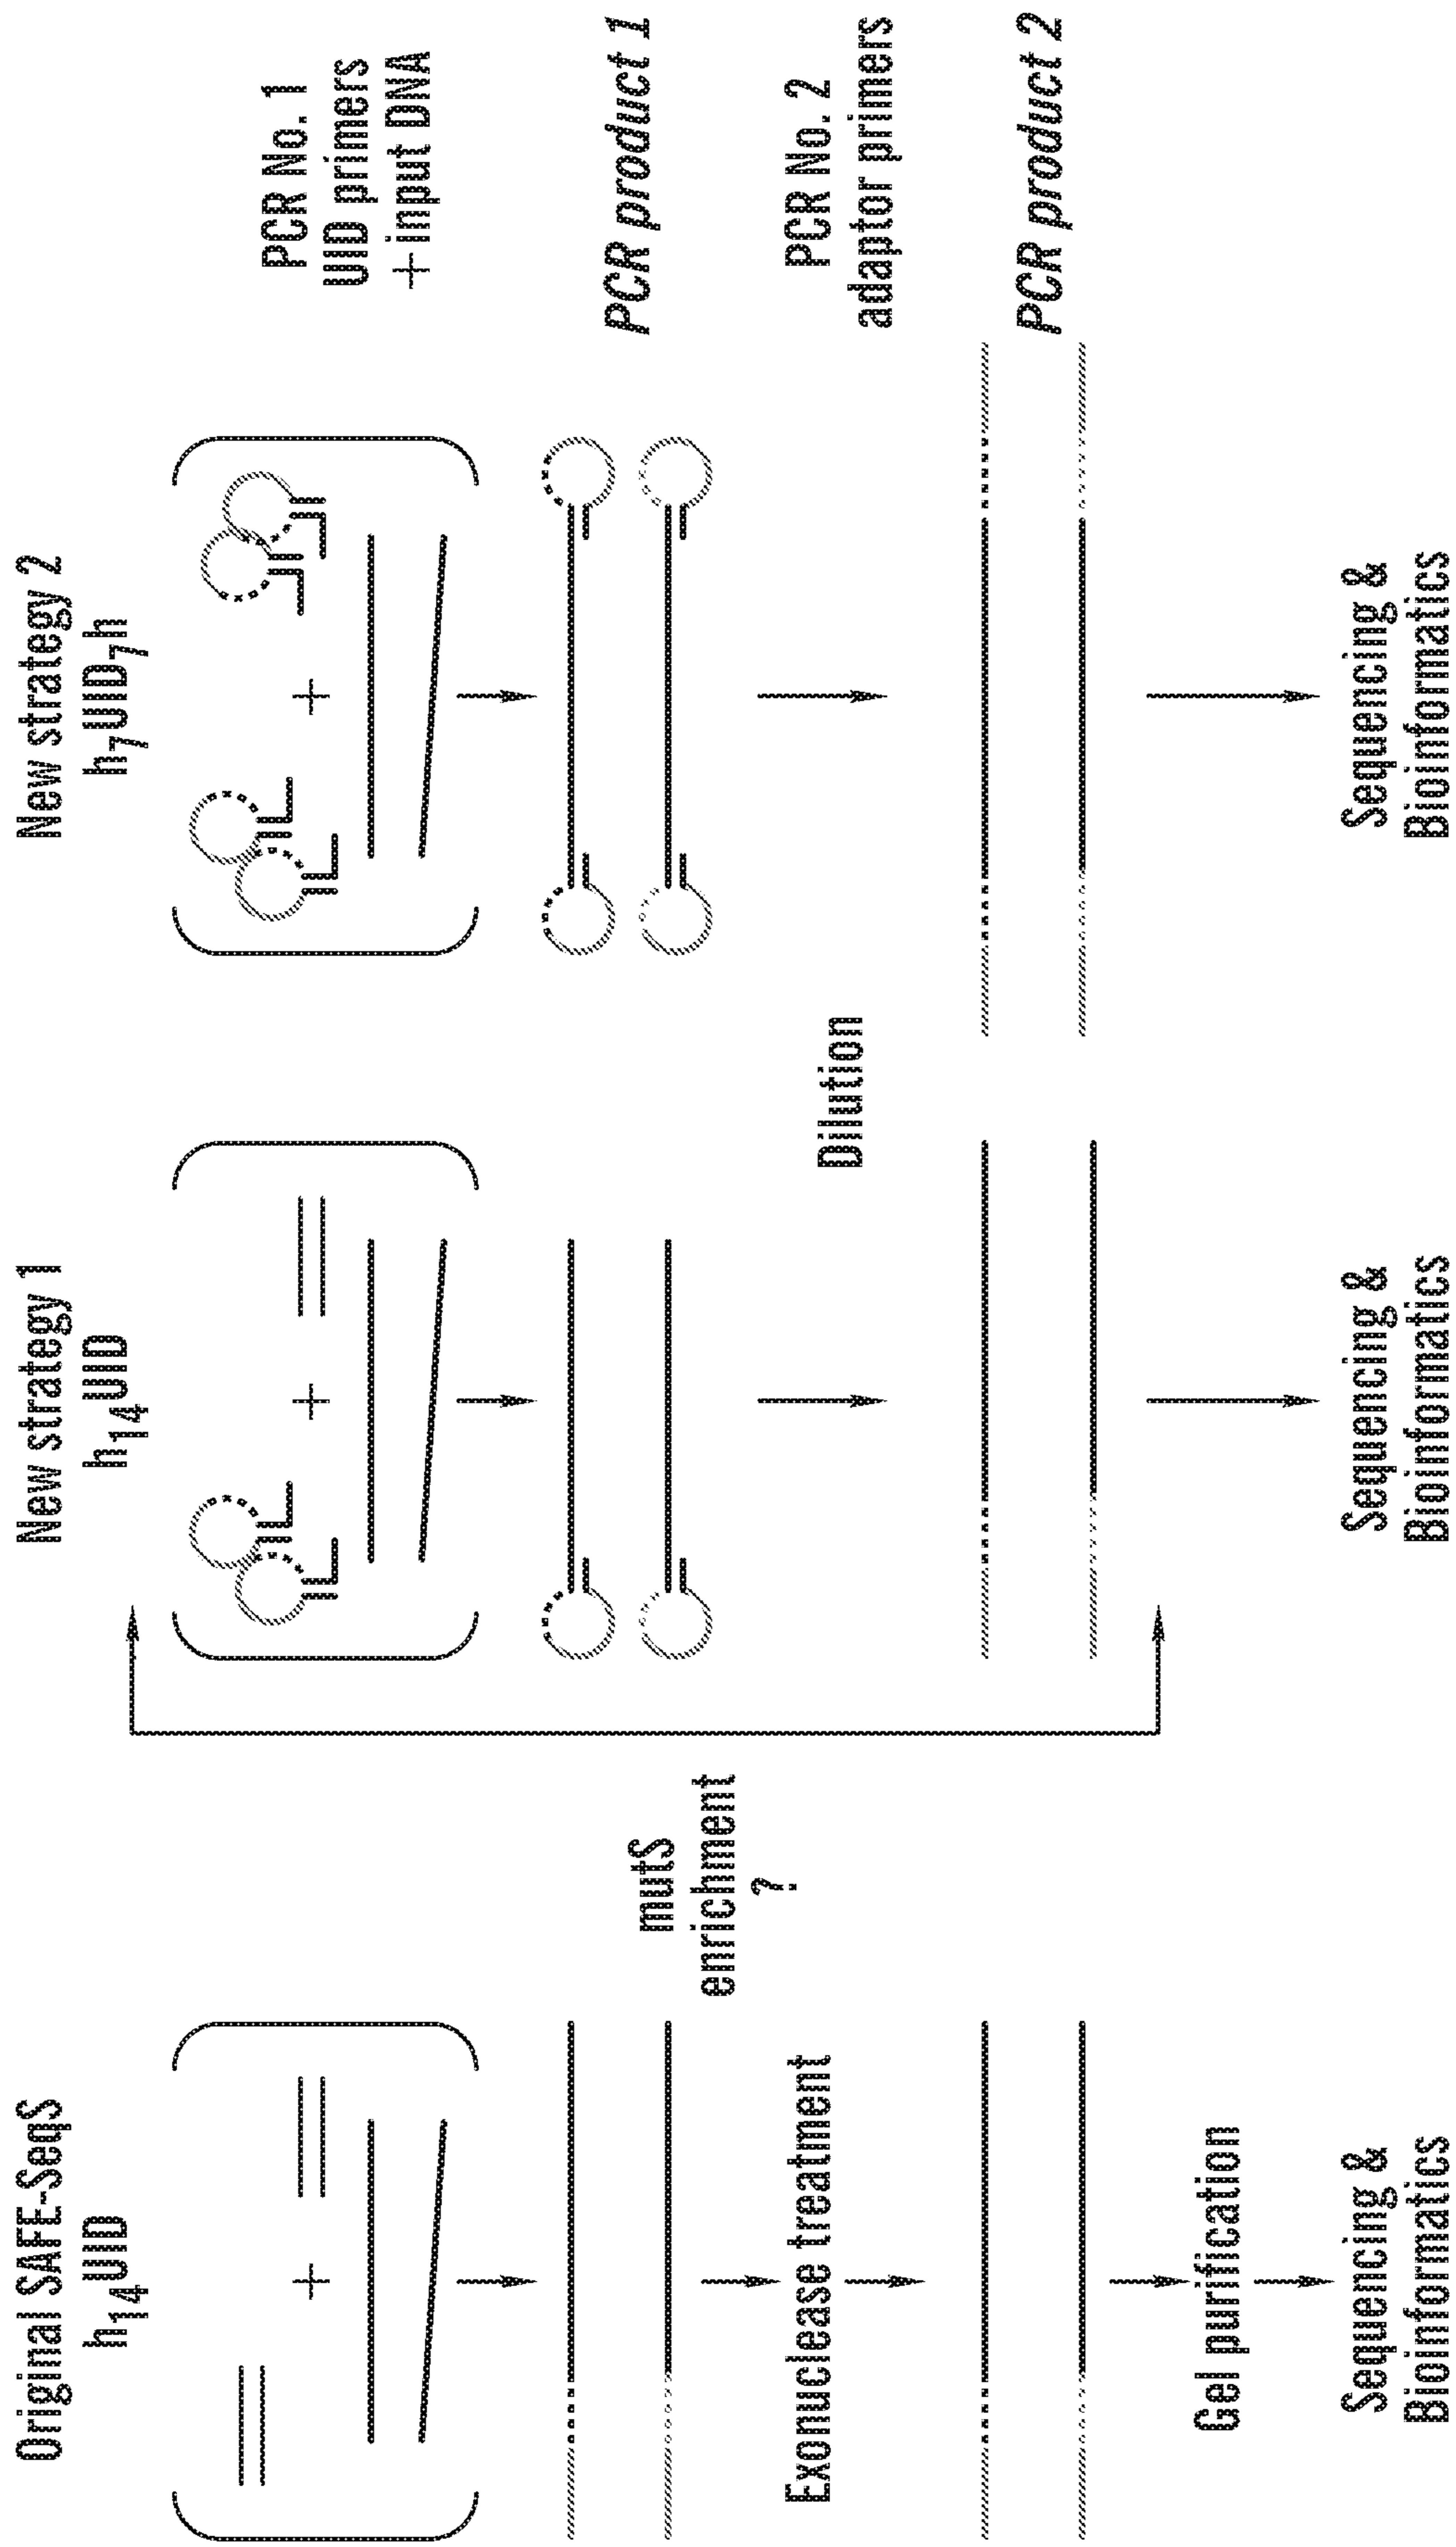 Original SAFE-SeqS
h14UID
New strategy 1
h14UID
New strategy 2
h7UID7h
PCR No. 1
UID primers
+ input DNA
+
+
+
PCR product 1
mutS
enrichment
?
Exonuclease treatment
Dilution
PCR No. 2
adaptor primers
PCR product 2
Gel purification
Sequencing &
Bioinformatics
Sequencing &
Bioinformatics
Sequencing &
Bioinformatics